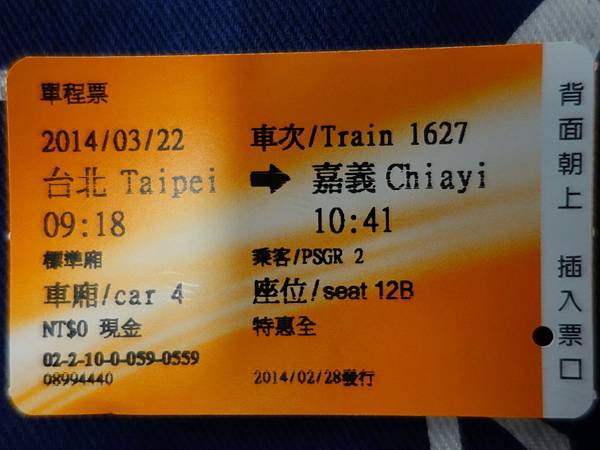 單程票
2014/03/22 車次/Train 1627
台北 Taipei → 嘉義 Chiayi
09:18 10:41
標準廂 乘客/PSGR 2
車廂/car 4 座位/seat 12B
NT$0 現金 特惠全
02-2-10-0-059-0559
08994440 2014/02/28發行
背面朝上 插入票口